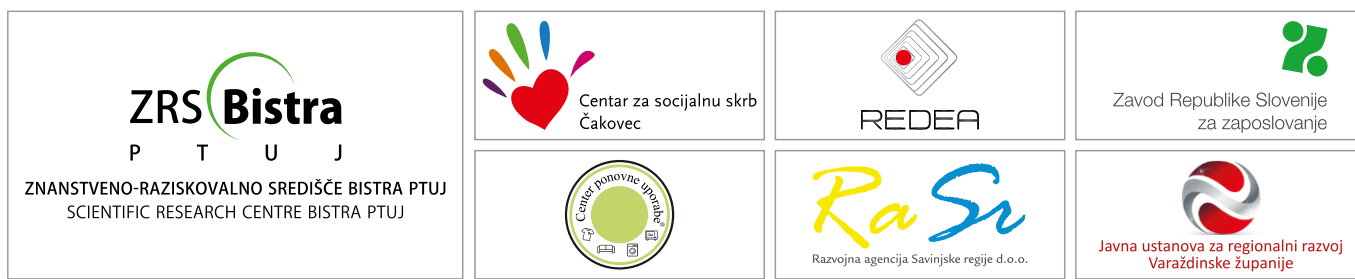 ZRS Bistra
PTUJ
ZNANSTVENO-RAZISKOVALNO SREDIŠČE BISTRA PTUJ
SCIENTIFIC RESEARCH CENTRE BISTRA PTUJ
Centar za socijalnu skrb
Čakovec
REDEA
Zavod Republike Slovenije
za zaposlovanje
Center ponovne uporabe®
RaSr
Razvojna agencija Savinjske regije d.o.o.
Javna ustanova za regionalni razvoj
Varaždinske županije